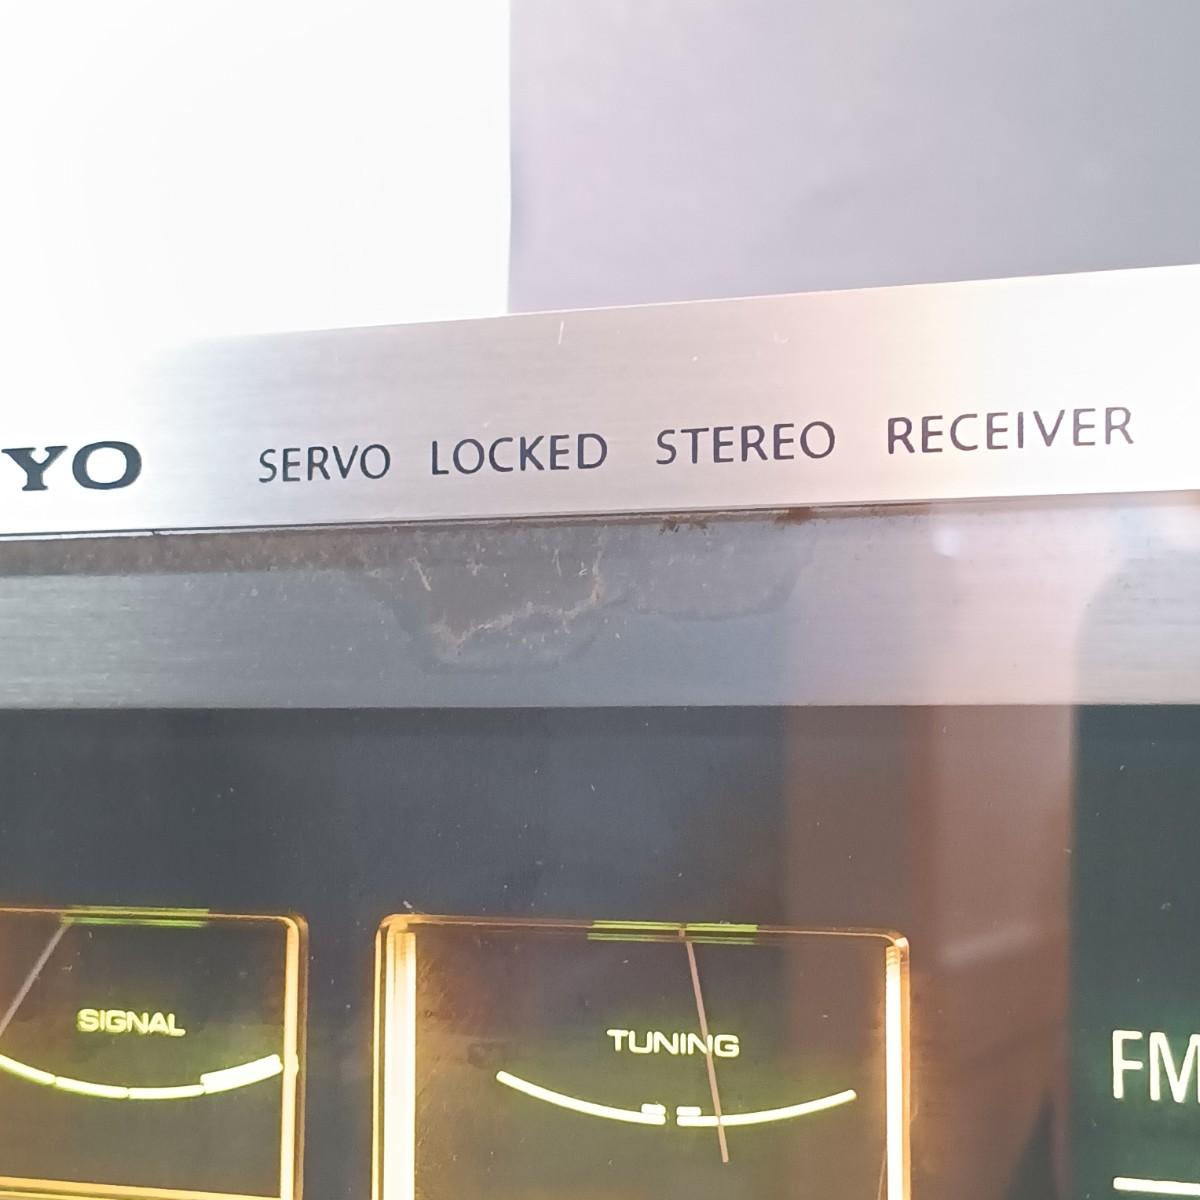 YO SERVO LOCKED STEREO RECEIVER
SIGNAL TUNING
FM